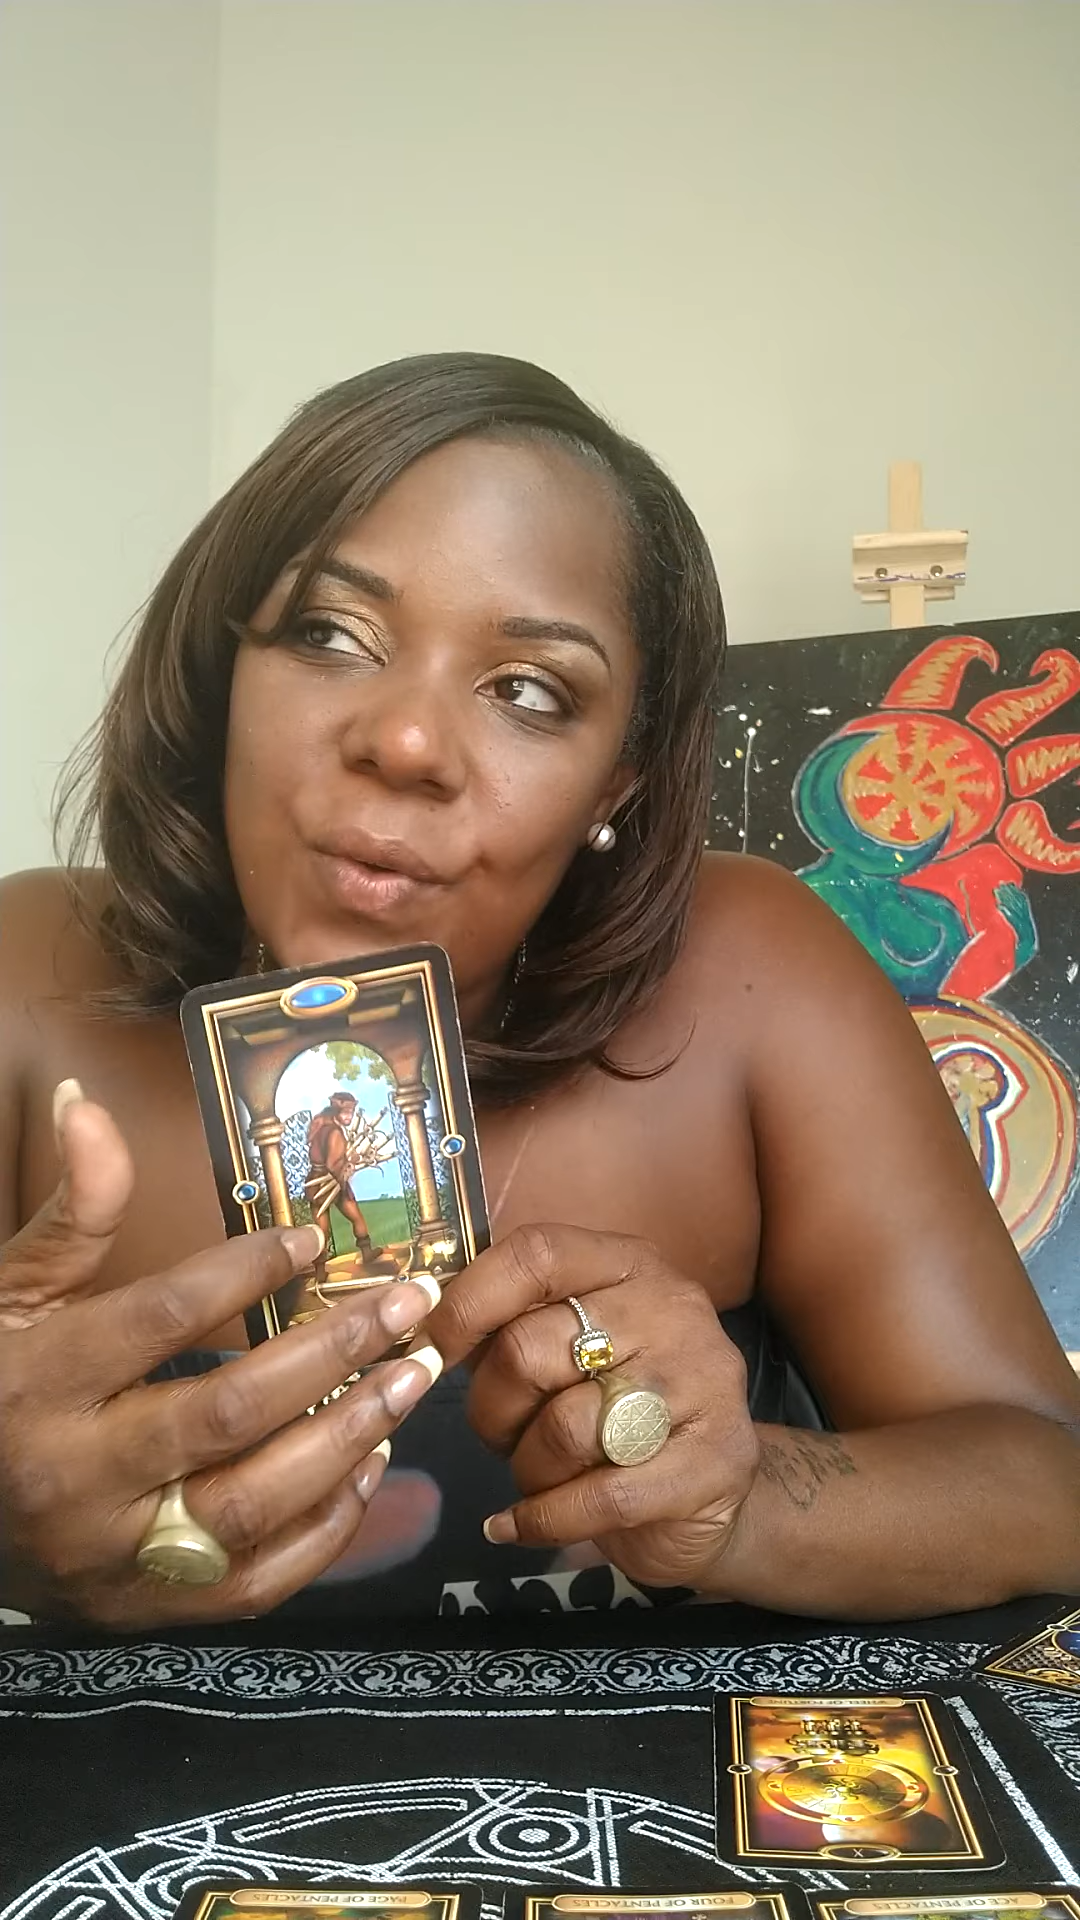 WHEEL OF FORTUNE
X
PAGE OF PENTACLES
FOUR OF PENTACLES
ACE OF PENTACLES